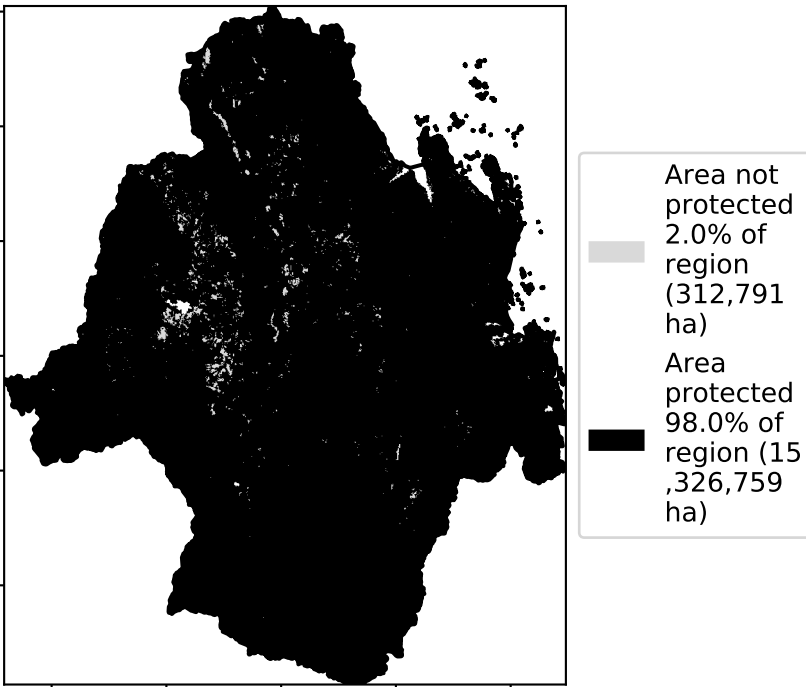 Area not
protected
2.0% of
region
(312,791
ha)
Area
protected
98.0% of
region (15
,326,759
ha)